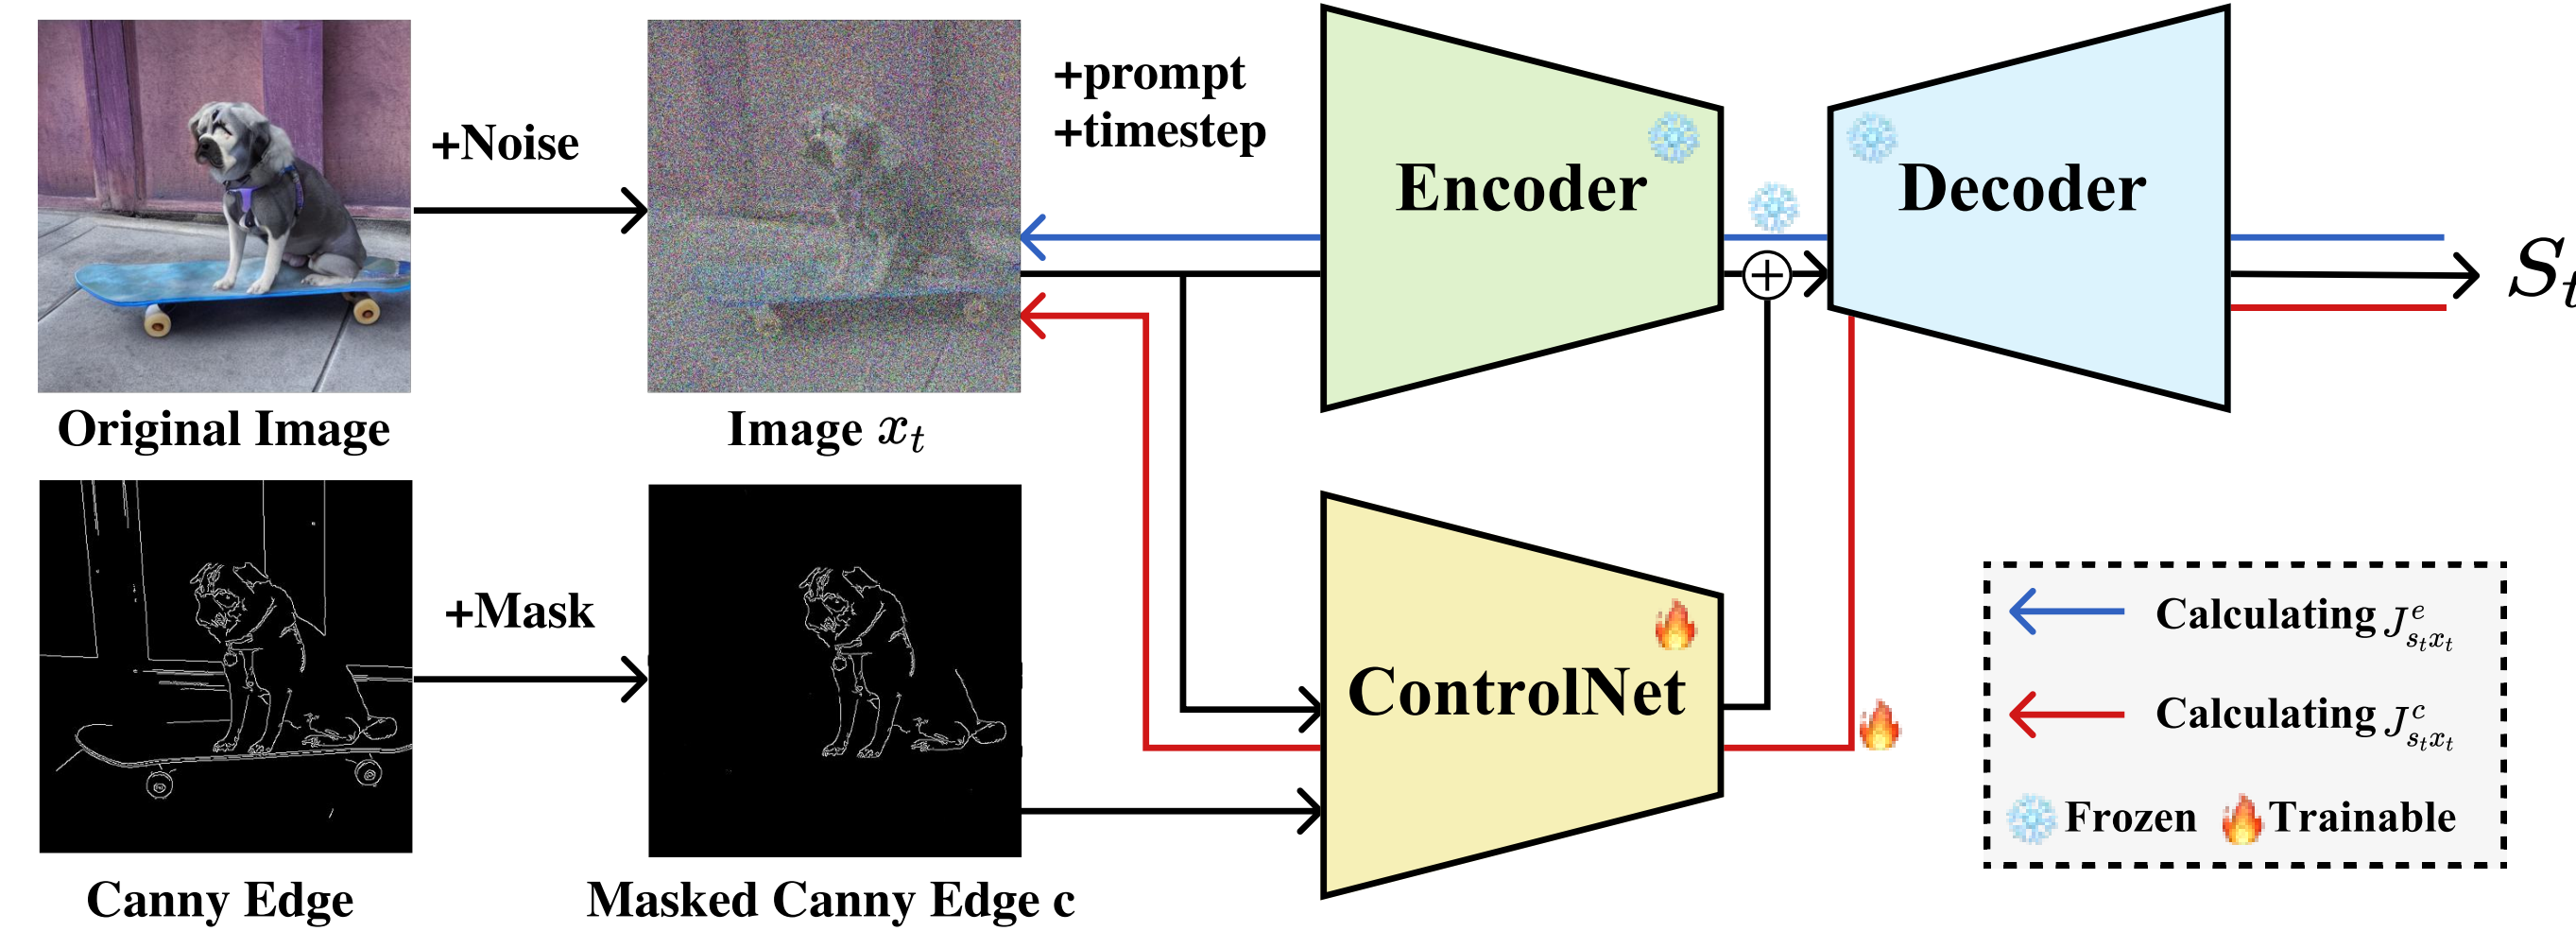 +Noise
+prompt
+timestep
Encoder
Decoder
S_t
Original Image
Image x_t
+Mask
ControlNet
Canny Edge
Masked Canny Edge c
Calculating J^e_{s_t x_t}
Calculating J^c_{s_t x_t}
Frozen
Trainable